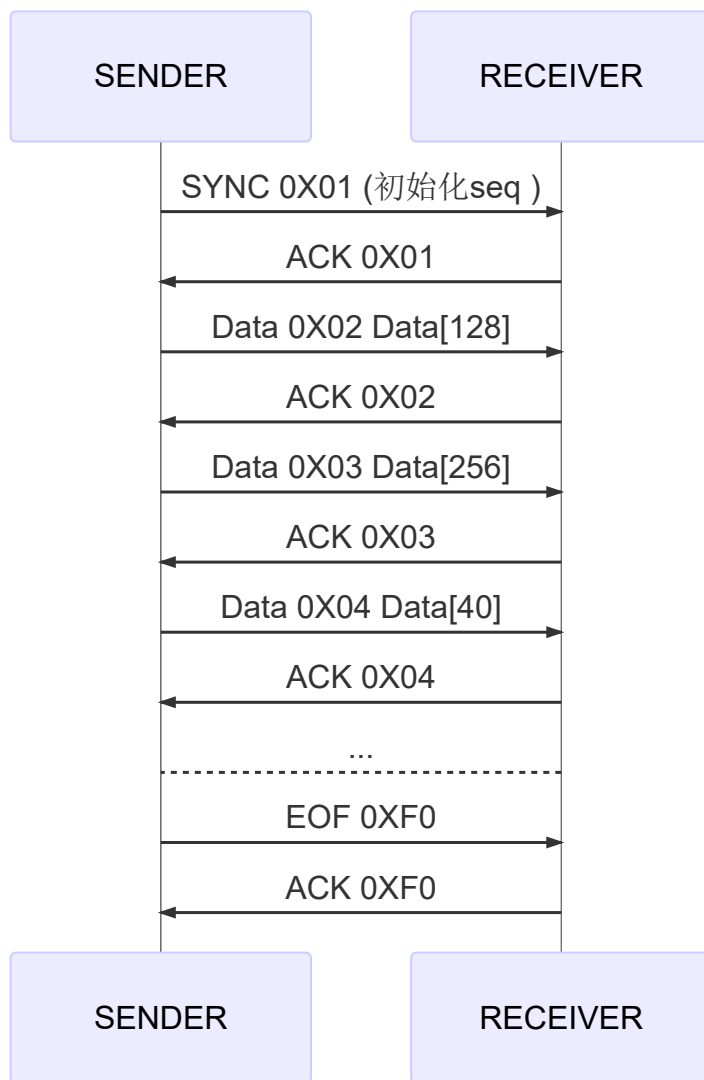 SENDER
RECEIVER
SYNC 0X01 (初始化seq )
ACK 0X01
Data 0X02 Data[128]
ACK 0X02
Data 0X03 Data[256]
ACK 0X03
Data 0X04 Data[40]
ACK 0X04
...
EOF 0XF0
ACK 0XF0
SENDER
RECEIVER